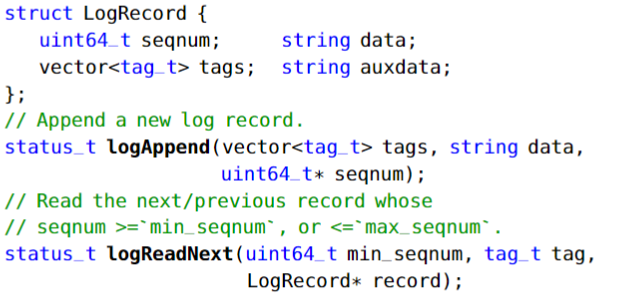 struct LogRecord {
uint64_t seqnum; string data;
vector<tag_t> tags; string auxdata;
};
// Append a new log record.
status_t logAppend(vector<tag_t> tags, string data,
uint64_t* seqnum);
// Read the next/previous record whose
// seqnum >=`min_seqnum`, or <=`max_seqnum`.
status_t logReadNext(uint64_t min_seqnum, tag_t tag,
LogRecord* record);